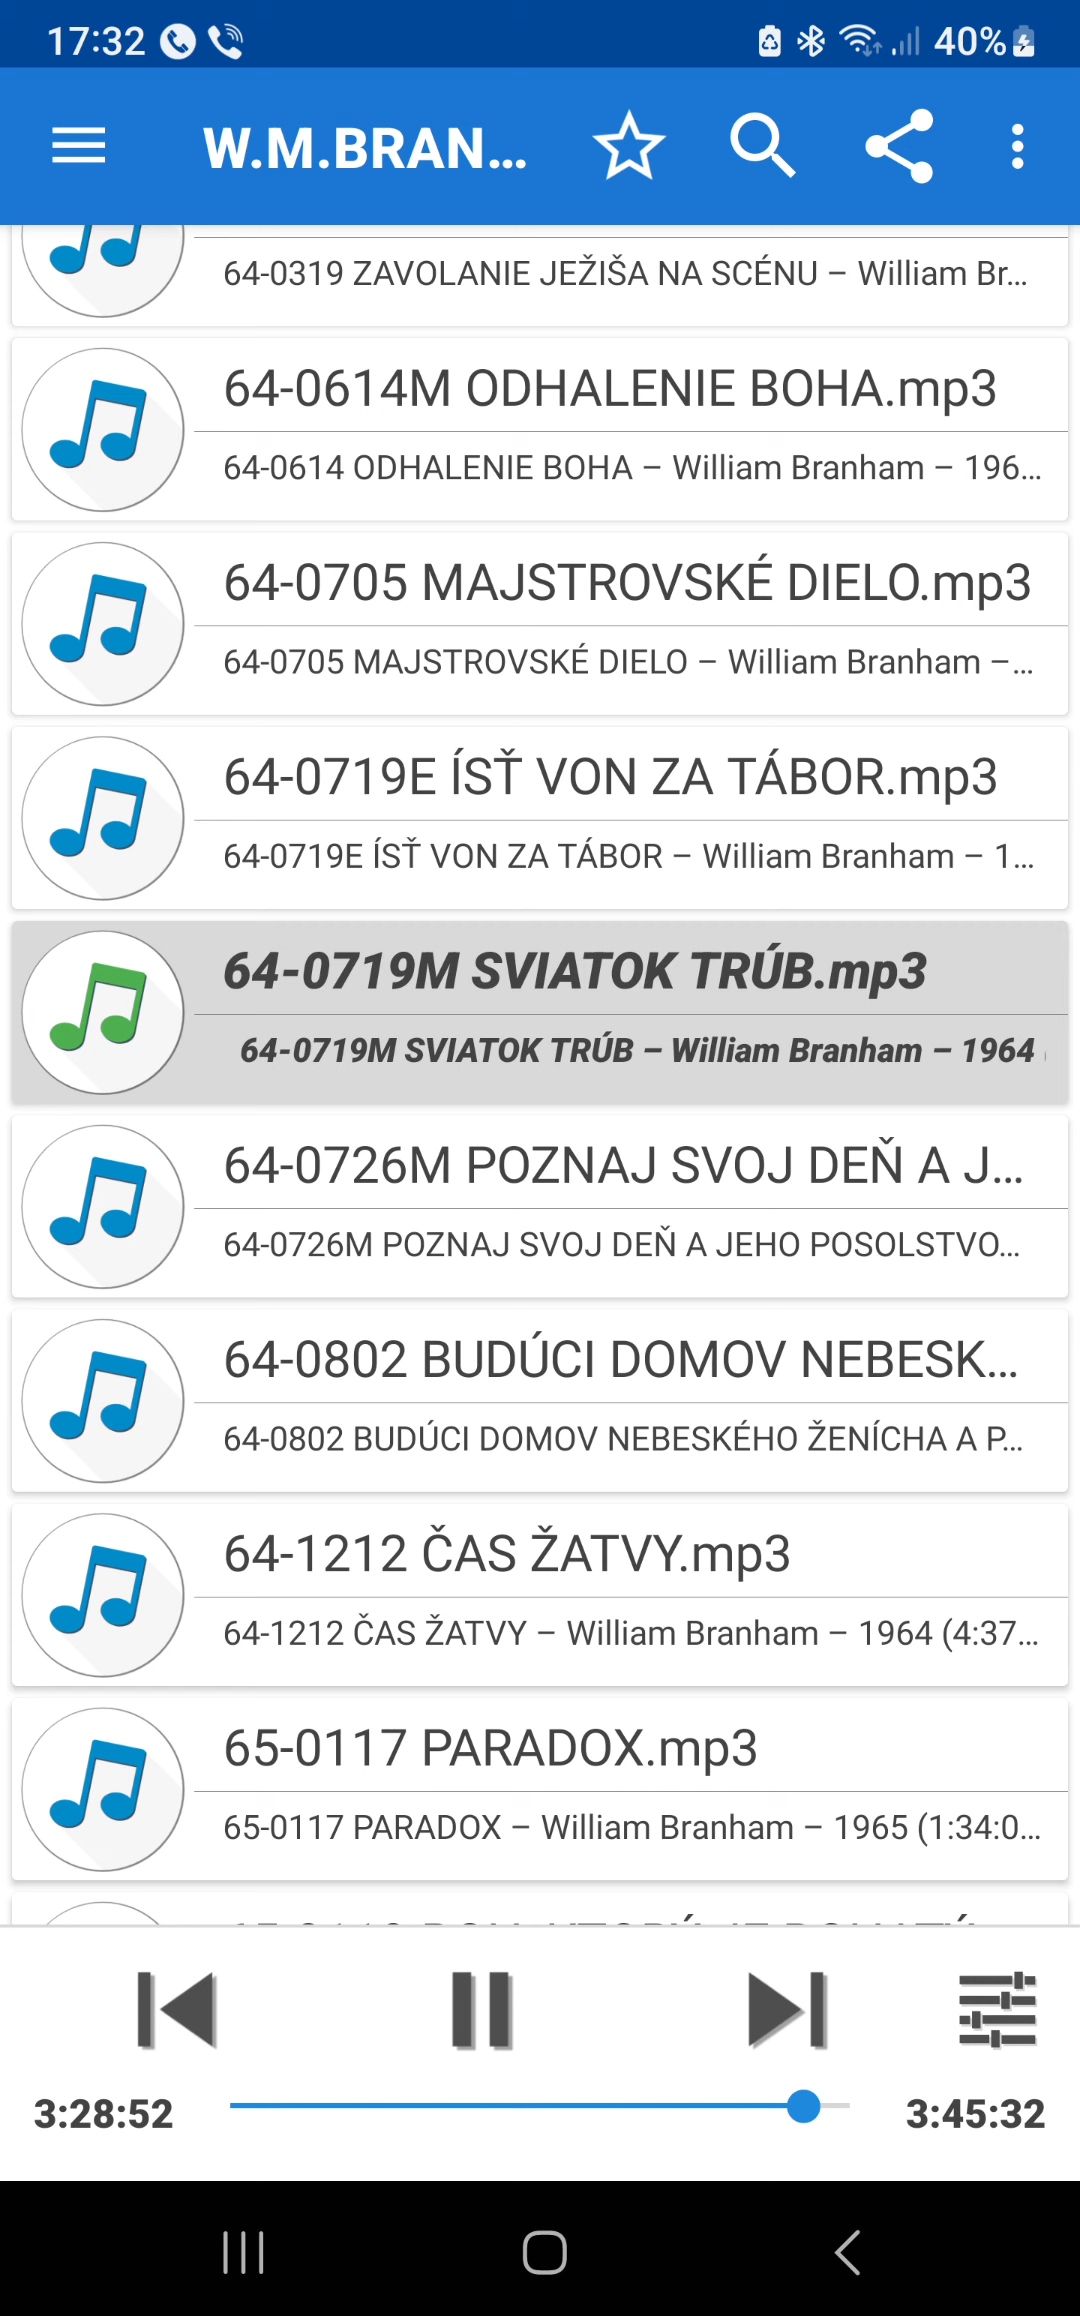 17:32
40%
W.M.BRAN...
64-0319 ZAVOLANIE JEŽIŠA NA SCÉNU – William Br...
64-0614M ODHALENIE BOHA.mp3
64-0614 ODHALENIE BOHA – William Branham – 196...
64-0705 MAJSTROVSKÉ DIELO.mp3
64-0705 MAJSTROVSKÉ DIELO – William Branham –...
64-0719E ÍSŤ VON ZA TÁBOR.mp3
64-0719E ÍSŤ VON ZA TÁBOR – William Branham – 1...
64-0719M SVIATOK TRÚB.mp3
64-0719M SVIATOK TRÚB – William Branham – 1964
64-0726M POZNAJ SVOJ DEŇ A J...
64-0726M POZNAJ SVOJ DEŇ A JEHO POSOLSTVO...
64-0802 BUDÚCI DOMOV NEBESK...
64-0802 BUDÚCI DOMOV NEBESKÉHO ŽENÍCHA A P...
64-1212 ČAS ŽATVY.mp3
64-1212 ČAS ŽATVY – William Branham – 1964 (4:37...
65-0117 PARADOX.mp3
65-0117 PARADOX – William Branham – 1965 (1:34:0...
3:28:52
3:45:32